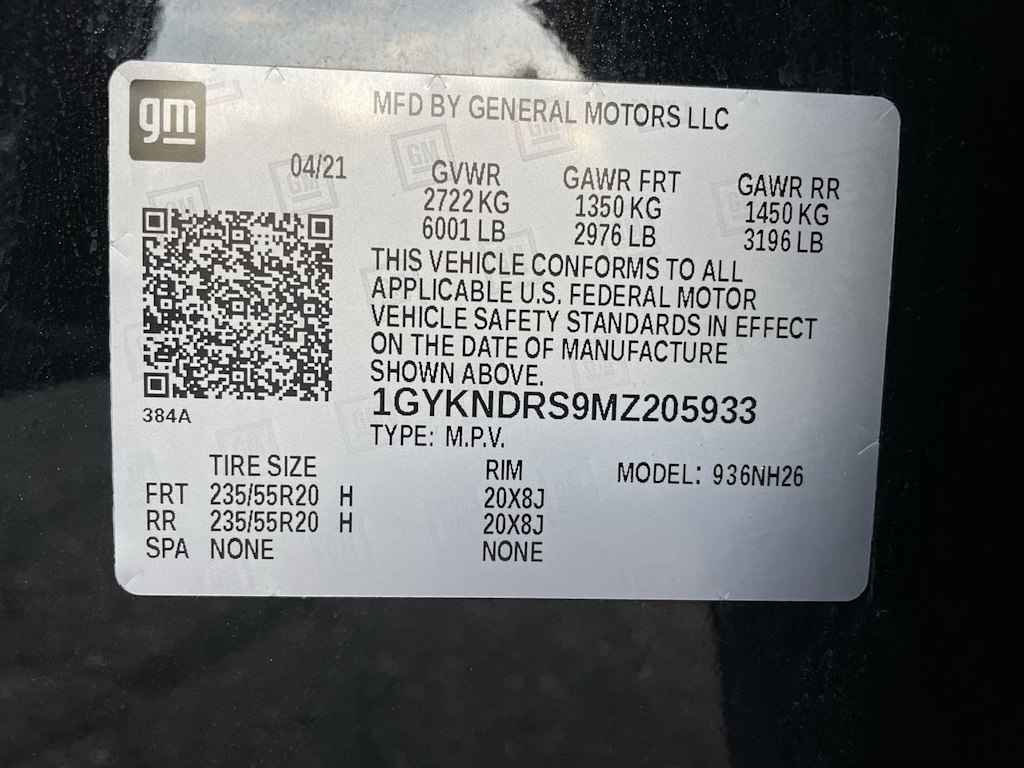 gm
MFD BY GENERAL MOTORS LLC
04/21
GVWR
2722 KG
6001 LB
GAWR FRT
1350 KG
2976 LB
GAWR RR
1450 KG
3196 LB
THIS VEHICLE CONFORMS TO ALL
APPLICABLE U.S. FEDERAL MOTOR
VEHICLE SAFETY STANDARDS IN EFFECT
ON THE DATE OF MANUFACTURE
SHOWN ABOVE.
1GYKNDRS9MZ205933
384A
TYPE: M.P.V.
TIRE SIZE RIM MODEL: 936NH26
FRT 235/55R20 H 20X8J
RR 235/55R20 H 20X8J
SPA NONE NONE